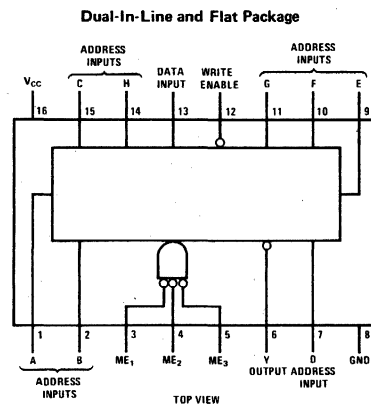 Dual-In-Line and Flat Package
ADDRESS INPUTS
DATA INPUT
WRITE ENABLE
ADDRESS INPUTS
VCC C H G F E
16 15 14 13 12 11 10 9
1 2 3 4 5 6 7 8
A B ME1 ME2 ME3 Y D GND
ADDRESS INPUTS
OUTPUT ADDRESS
INPUT
TOP VIEW